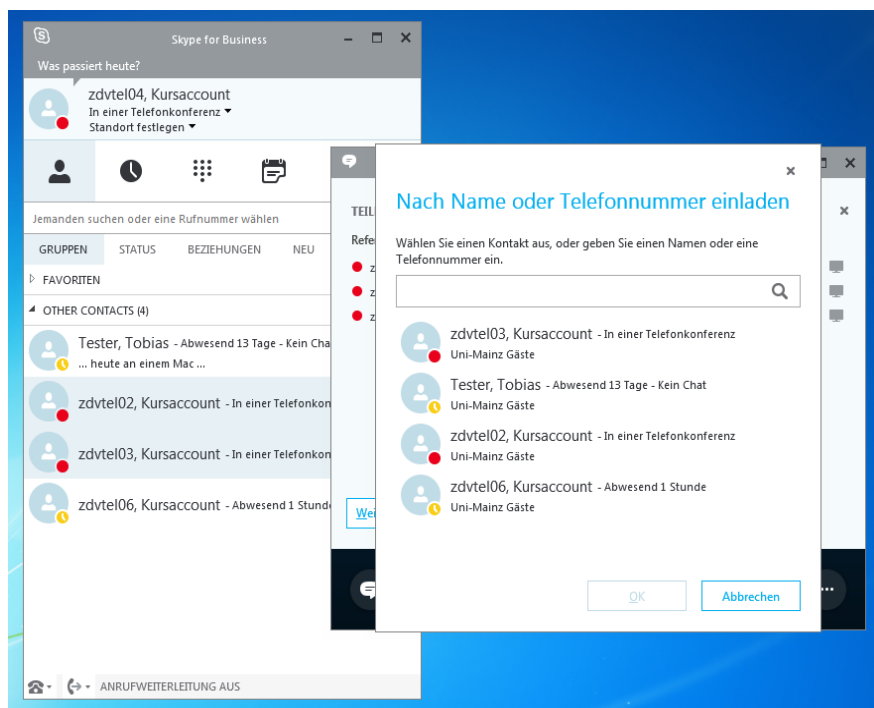 Skype for Business
Was passiert heute?
zdvtel04, Kursaccount
In einer Telefonkonferenz
Standort festlegen
Jemanden suchen oder eine Rufnummer wählen
GRUPPEN STATUS BEZIEHUNGEN NEU
FAVORITEN
OTHER CONTACTS (4)
Tester, Tobias - Abwesend 13 Tage - Kein Cha
... heute an einem Mac ...
zdvtel02, Kursaccount - In einer Telefonkon
zdvtel03, Kursaccount - In einer Telefonkon
zdvtel06, Kursaccount - Abwesend 1 Stund
ANRUFWEITERLEITUNG AUS
TEIL
Refe
z
z
z
Wei
Nach Name oder Telefonnummer einladen
Wählen Sie einen Kontakt aus, oder geben Sie einen Namen oder eine
Telefonnummer ein.
zdvtel03, Kursaccount - In einer Telefonkonferenz
Uni-Mainz Gäste
Tester, Tobias - Abwesend 13 Tage - Kein Chat
Uni-Mainz Gäste
zdvtel02, Kursaccount - In einer Telefonkonferenz
Uni-Mainz Gäste
zdvtel06, Kursaccount - Abwesend 1 Stunde
Uni-Mainz Gäste
OK Abbrechen